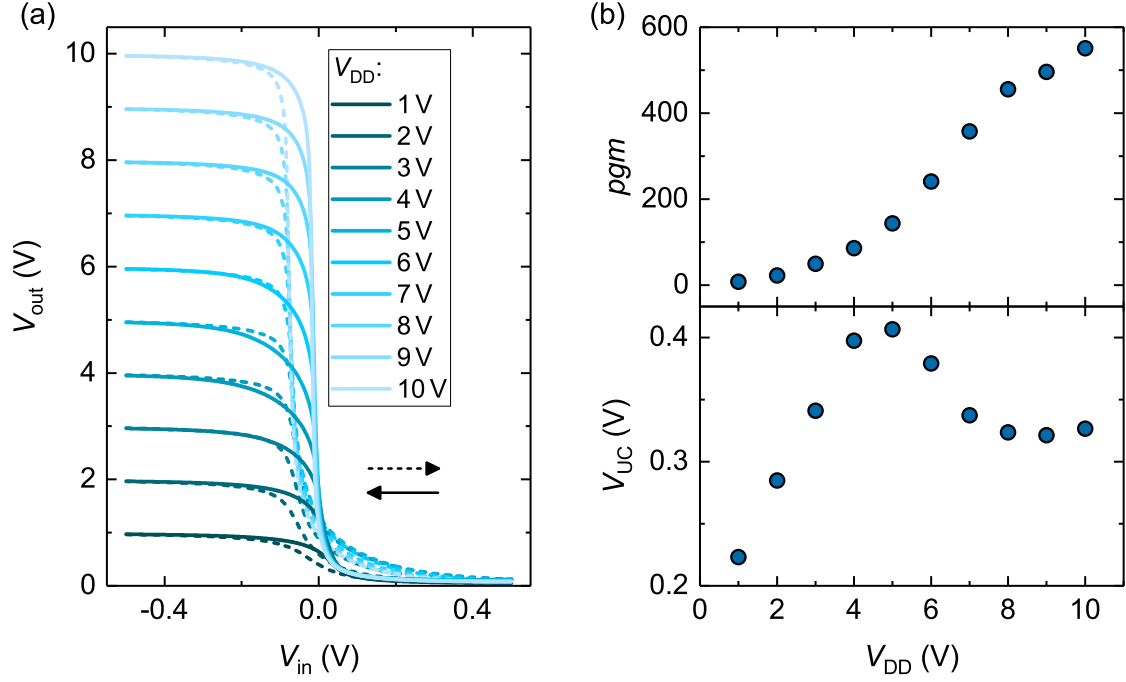 (a)
10
8
6
4
2
0
V_out (V)
-0.4
0.0
0.4
V_in (V)
V_DD:
1 V
2 V
3 V
4 V
5 V
6 V
7 V
8 V
9 V
10 V
(b)
600
400
200
0
pgm
0.4
0.3
0.2
V_UC (V)
0
2
4
6
8
10
V_DD (V)